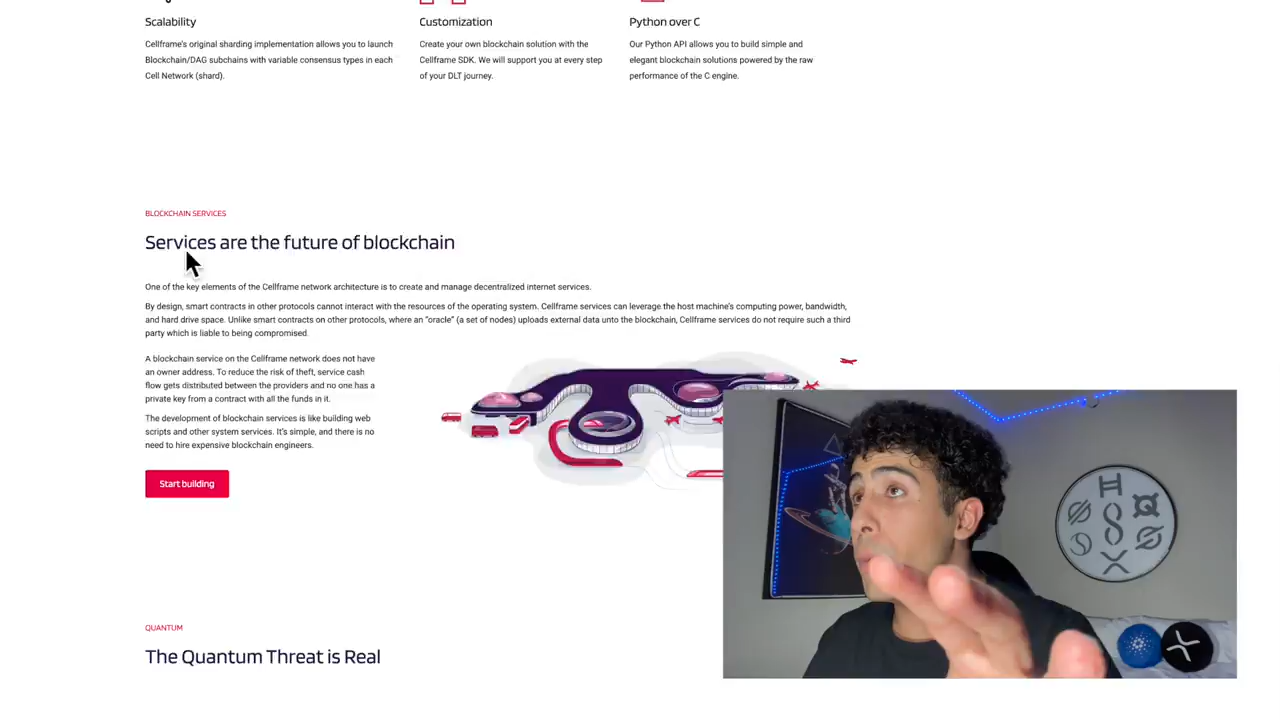 Scalability
Customization
Python over C
Cellframe's original sharding implementation allows you to launch
Blockchain/DAG subchains with variable consensus types in each
Cell Network (shard).
Create your own blockchain solution with the
Cellframe SDK. We will support you at every step
of your DLT journey.
Our Python API allows you to build simple and
elegant blockchain solutions powered by the raw
performance of the C engine.
BLOCKCHAIN SERVICES
Services are the future of blockchain
One of the key elements of the Cellframe network architecture is to create and manage decentralized internet services.
By design, smart contracts in other protocols cannot interact with the resources of the operating system. Cellframe services can leverage the host machine's computing power, bandwidth,
and hard drive space. Unlike smart contracts on other protocols, where an "oracle" (a set of nodes) uploads external data unto the blockchain, Cellframe services do not require such a third
party which is liable to being compromised.
A blockchain service on the Cellframe network does not have
an owner address. To reduce the risk of theft, service cash
flow gets distributed between the providers and no one has a
private key from a contract with all the funds in it.
The development of blockchain services is like building web
scripts and other system services. It's simple, and there is no
need to hire expensive blockchain engineers.
Start building
QUANTUM
The Quantum Threat is Real